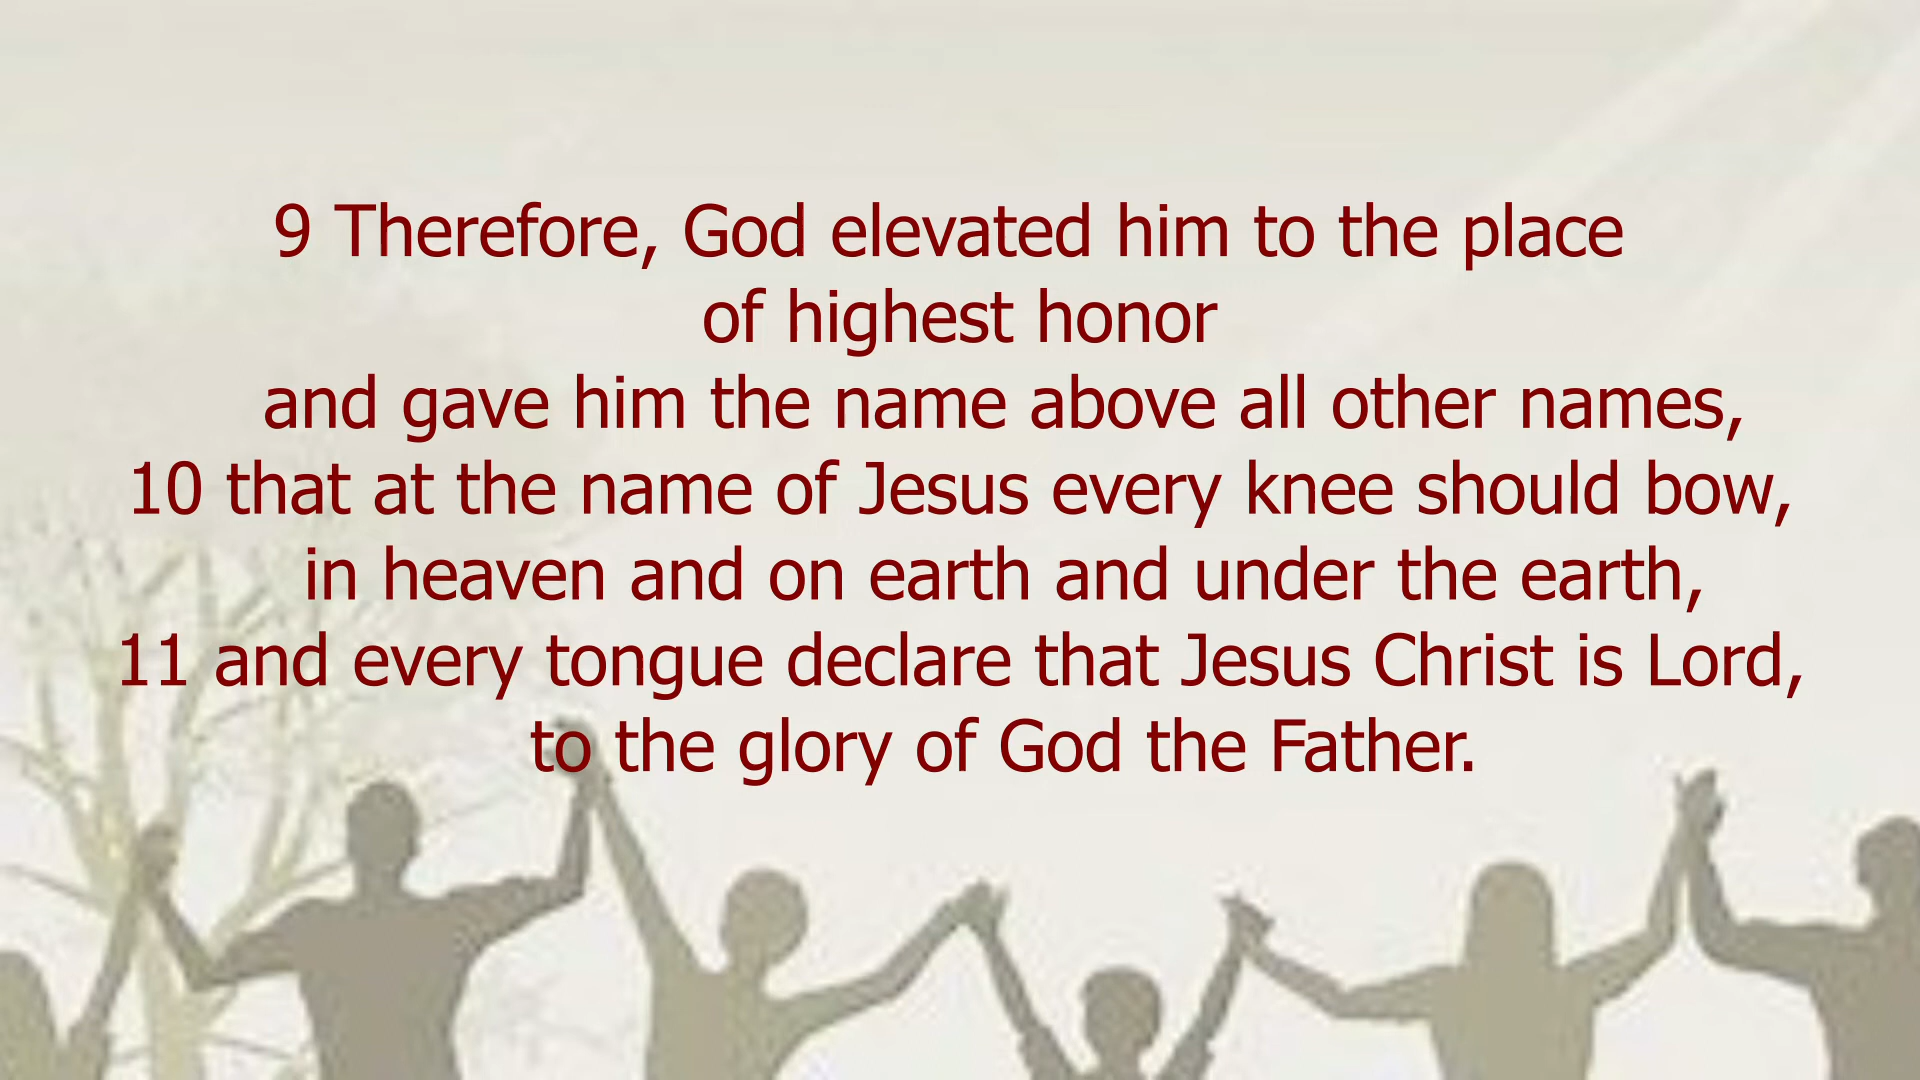 9 Therefore, God elevated him to the place
of highest honor
and gave him the name above all other names,
10 that at the name of Jesus every knee should bow,
in heaven and on earth and under the earth,
11 and every tongue declare that Jesus Christ is Lord,
to the glory of God the Father.